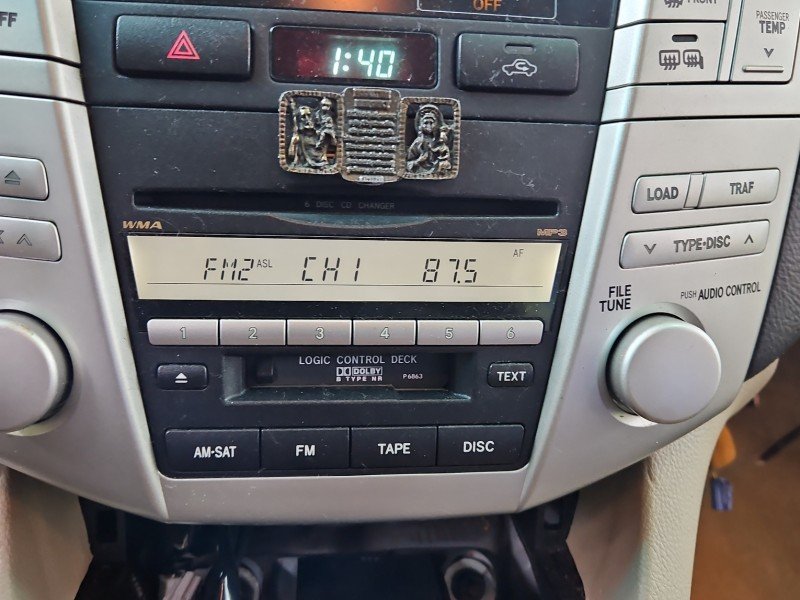 OFF
FRONT
FF
1:40
PASSENGER
TEMP
6 DISC CD CHANGER
LOAD
TRAF
WMA
MP3
TYPE·DISC
FM2 ASL CH1 87.5 AF
FILE
TUNE
PUSH AUDIO CONTROL
1 2 3 4 5 6
LOGIC CONTROL DECK
DOLBY
B TYPE NR
P6863
TEXT
AM·SAT
FM
TAPE
DISC